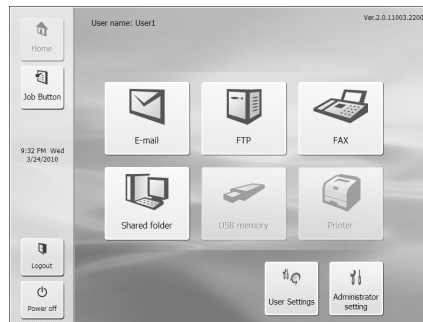 User name: User1
Ver.2.0.11003.2200
Home
Job Button
9:32 PM Wed
3/24/2010
E-mail
FTP
FAX
Shared folder
USB memory
Printer
Logout
Power off
User Settings
Administrator
setting